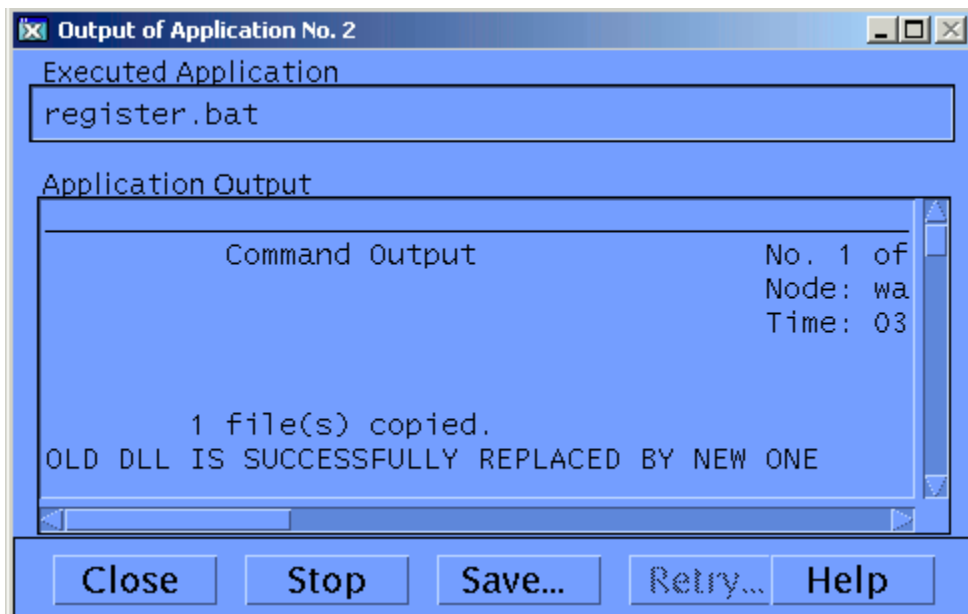 Output of Application No. 2
Executed Application
register.bat
Application Output
Command Output No. 1 of
Node: wa
Time: 03
1 file(s) copied.
OLD DLL IS SUCCESSFULLY REPLACED BY NEW ONE
Close Stop Save... Retry... Help